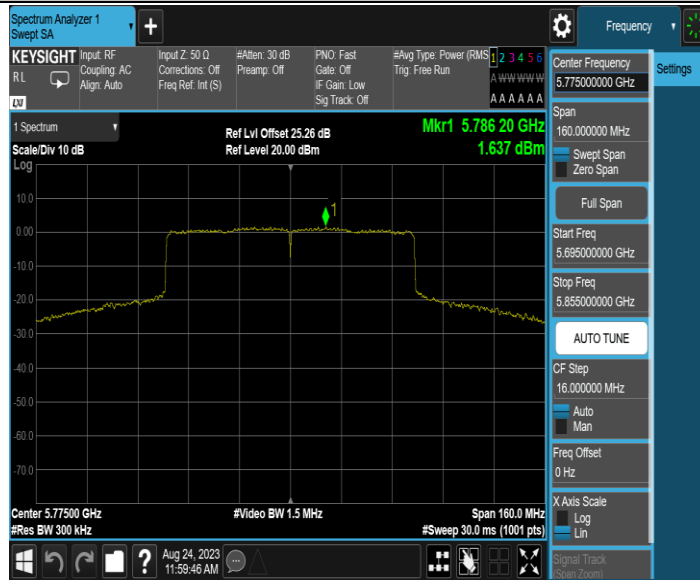 Spectrum Analyzer 1
Swept SA
Frequency
KEYSIGHT
RL
LXI
Input: RF
Coupling: AC
Align: Auto
Input Z: 50 Ω
Corrections: Off
Freq Ref: Int (S)
#Atten: 30 dB
Preamp: Off
PNO: Fast
Gate: Off
IF Gain: Low
Sig Track: Off
#Avg Type: Power (RMS
Trig: Free Run
1 2 3 4 5 6
A W W W W W
A A A A A A
1 Spectrum
Scale/Div 10 dB
Log
Ref Lvl Offset 25.26 dB
Ref Level 20.00 dBm
Mkr1 5.786 20 GHz
1.637 dBm
1
10.0
0.00
-10.0
-20.0
-30.0
-40.0
-50.0
-60.0
-70.0
Center 5.77500 GHz
#Res BW 300 kHz
#Video BW 1.5 MHz
Span 160.0 MHz
#Sweep 30.0 ms (1001 pts)
Aug 24, 2023
11:59:46 AM
Center Frequency
5.775000000 GHz
Span
160.000000 MHz
Swept Span
Zero Span
Full Span
Start Freq
5.695000000 GHz
Stop Freq
5.855000000 GHz
AUTO TUNE
CF Step
16.000000 MHz
Auto
Man
Freq Offset
0 Hz
X Axis Scale
Log
Lin
Signal Track
(Span Zoom)
Settings